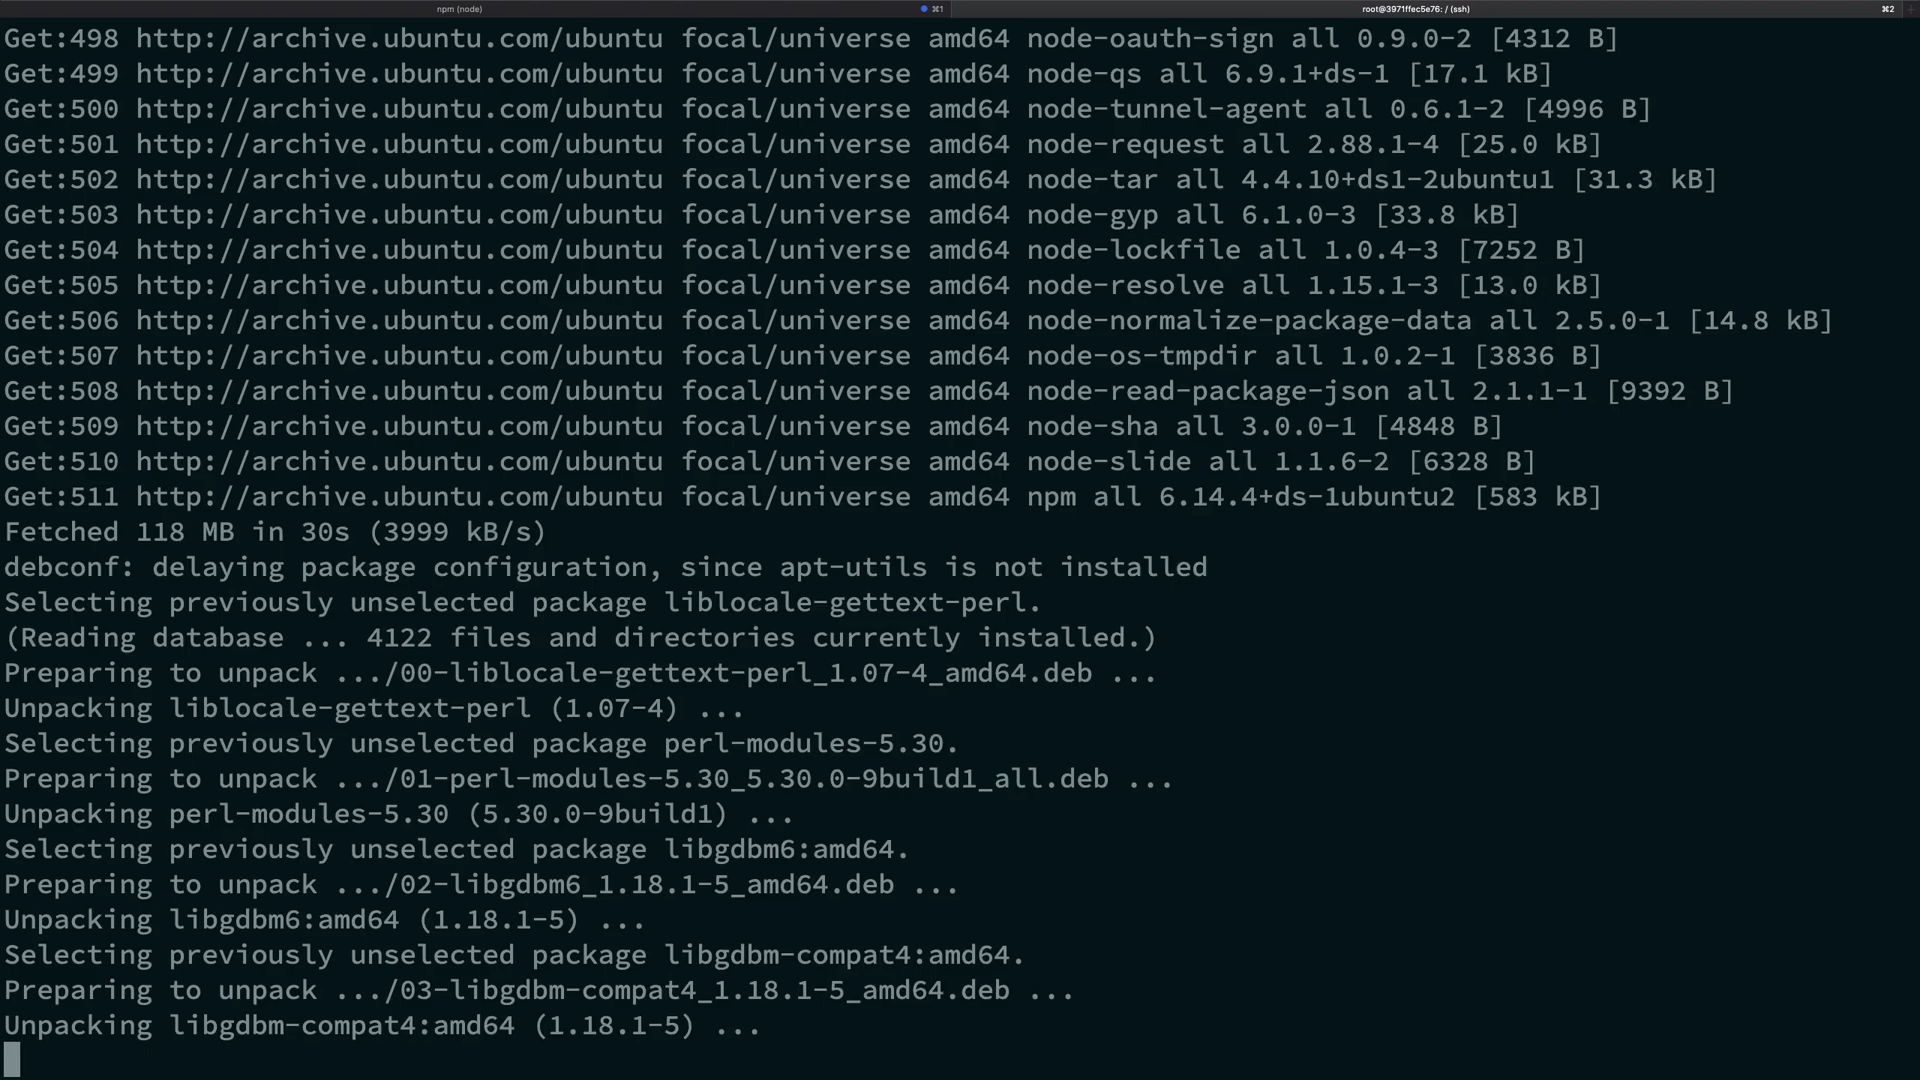 npm (node) ⌘1 root@3971ffec5e76: / (ssh) ⌘2
Get:498 http://archive.ubuntu.com/ubuntu focal/universe amd64 node-oauth-sign all 0.9.0-2 [4312 B]
Get:499 http://archive.ubuntu.com/ubuntu focal/universe amd64 node-qs all 6.9.1+ds-1 [17.1 kB]
Get:500 http://archive.ubuntu.com/ubuntu focal/universe amd64 node-tunnel-agent all 0.6.1-2 [4996 B]
Get:501 http://archive.ubuntu.com/ubuntu focal/universe amd64 node-request all 2.88.1-4 [25.0 kB]
Get:502 http://archive.ubuntu.com/ubuntu focal/universe amd64 node-tar all 4.4.10+ds1-2ubuntu1 [31.3 kB]
Get:503 http://archive.ubuntu.com/ubuntu focal/universe amd64 node-gyp all 6.1.0-3 [33.8 kB]
Get:504 http://archive.ubuntu.com/ubuntu focal/universe amd64 node-lockfile all 1.0.4-3 [7252 B]
Get:505 http://archive.ubuntu.com/ubuntu focal/universe amd64 node-resolve all 1.15.1-3 [13.0 kB]
Get:506 http://archive.ubuntu.com/ubuntu focal/universe amd64 node-normalize-package-data all 2.5.0-1 [14.8 kB]
Get:507 http://archive.ubuntu.com/ubuntu focal/universe amd64 node-os-tmpdir all 1.0.2-1 [3836 B]
Get:508 http://archive.ubuntu.com/ubuntu focal/universe amd64 node-read-package-json all 2.1.1-1 [9392 B]
Get:509 http://archive.ubuntu.com/ubuntu focal/universe amd64 node-sha all 3.0.0-1 [4848 B]
Get:510 http://archive.ubuntu.com/ubuntu focal/universe amd64 node-slide all 1.1.6-2 [6328 B]
Get:511 http://archive.ubuntu.com/ubuntu focal/universe amd64 npm all 6.14.4+ds-1ubuntu2 [583 kB]
Fetched 118 MB in 30s (3999 kB/s)
debconf: delaying package configuration, since apt-utils is not installed
Selecting previously unselected package liblocale-gettext-perl.
(Reading database ... 4122 files and directories currently installed.)
Preparing to unpack .../00-liblocale-gettext-perl_1.07-4_amd64.deb ...
Unpacking liblocale-gettext-perl (1.07-4) ...
Selecting previously unselected package perl-modules-5.30.
Preparing to unpack .../01-perl-modules-5.30_5.30.0-9build1_all.deb ...
Unpacking perl-modules-5.30 (5.30.0-9build1) ...
Selecting previously unselected package libgdbm6:amd64.
Preparing to unpack .../02-libgdbm6_1.18.1-5_amd64.deb ...
Unpacking libgdbm6:amd64 (1.18.1-5) ...
Selecting previously unselected package libgdbm-compat4:amd64.
Preparing to unpack .../03-libgdbm-compat4_1.18.1-5_amd64.deb ...
Unpacking libgdbm-compat4:amd64 (1.18.1-5) ...